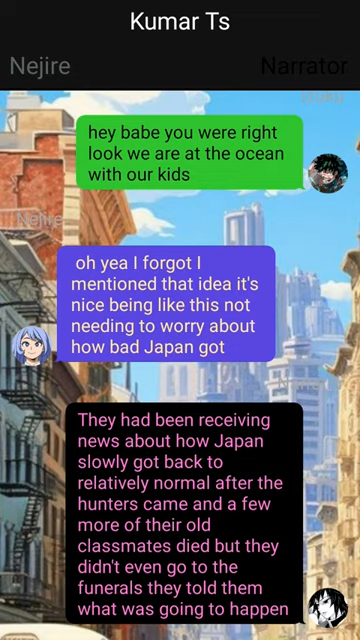 Kumar Ts
Nejire
Narrator
Izuku
hey babe you were right
look we are at the ocean
with our kids
Nejire
oh yea I forgot I
mentioned that idea it's
nice being like this not
needing to worry about
how bad Japan got
They had been receiving
news about how Japan
slowly got back to
relatively normal after the
hunters came and a few
more of their old
classmates died but they
didn't even go to the
funerals they told them
what was going to happen